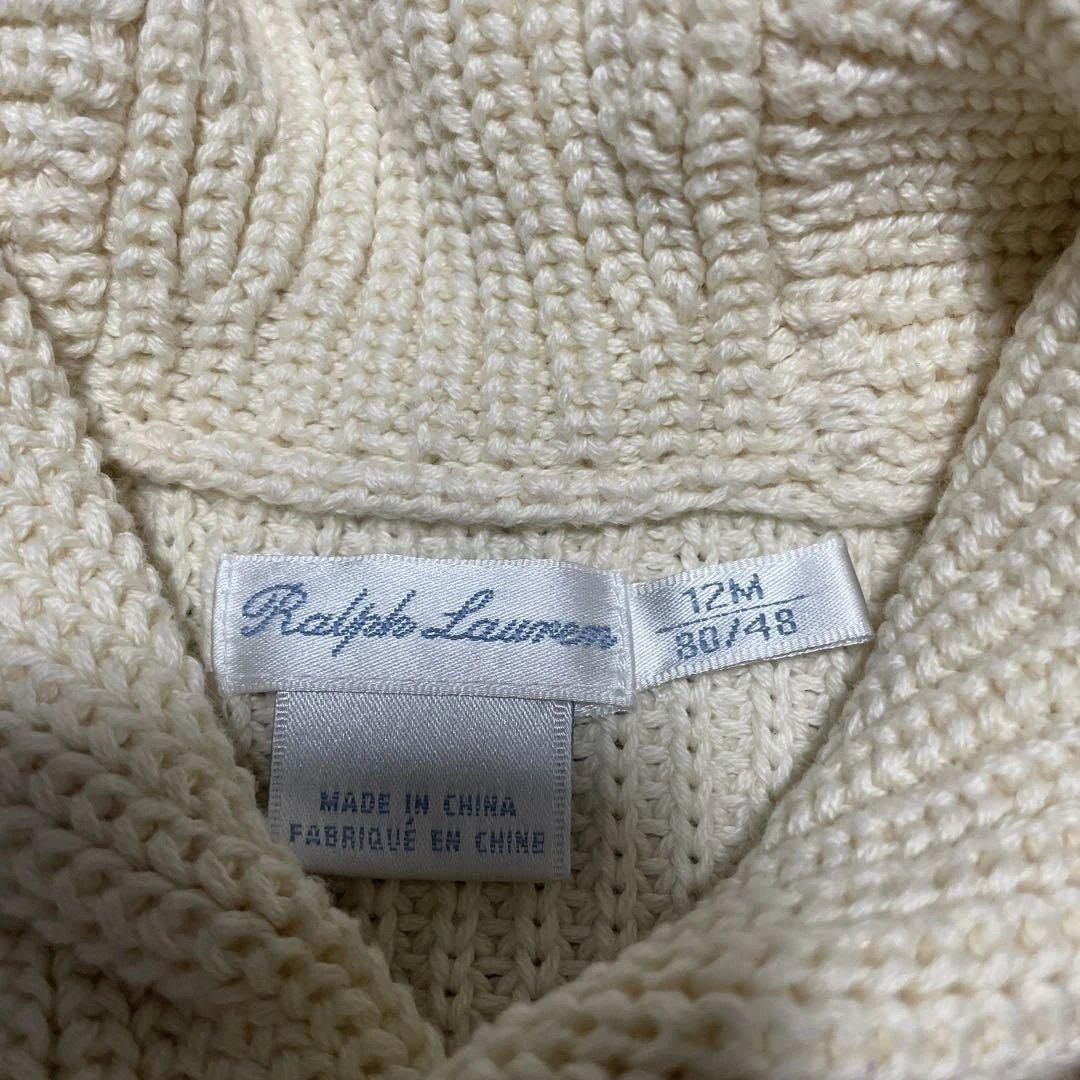 Ralph Lauren
12M
80/48
MADE IN CHINA
FABRIQUÉ EN CHINE